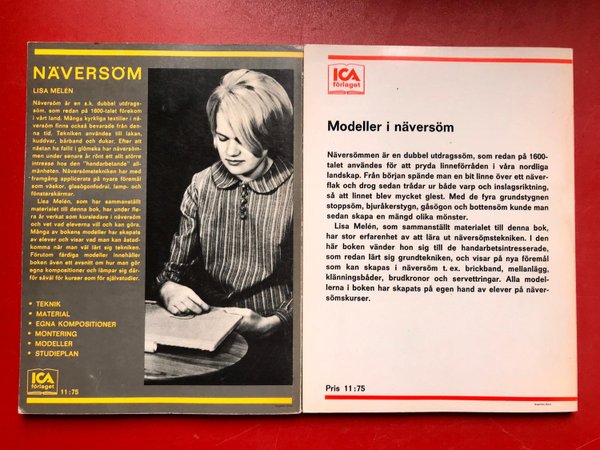 NÄVERSÖM
LISA MELÉN
Näversöm är en s.k. dubbel utdrags-
söm, som redan på 1600-talet förekom
i vårt land. Många kyrkliga textilier i nä-
versöm finns också bevarade från den-
na tid. Tekniken användes till lakan,
kuddvar, bårband och dukar. Efter att
nästan ha fallit i glömska har näversöm-
men under senare år rönt ett allt större
intresse hos den "handarbetande" all-
mänheten. Näversömstekniken har med
framgång applicerats på nyare föremål
som väskor, glasögonfodral, lamp- och
fönsterskärmar.
Lisa Melén, som har sammanställt
materialet till denna bok, har under fle-
ra år verkat som kursledare i näversöm
och vet vad eleverna vill och kan göra.
Många av bokens modeller har skapats
av elever och visar vad man kan åstad-
komma när man väl lärt sig tekniken.
Förutom färdiga modeller innehåller
boken även ett avsnitt om hur man gör
egna kompositioner och lämpar sig där-
för såväl för kurser som för självstudier.
• TEKNIK
• MATERIAL
• EGNA KOMPOSITIONER
• MONTERING
• MODELLER
• STUDIEPLAN
ICA
förlaget
11:75
ICA
förlaget
Modeller i näversöm
Näversömmen är en dubbel utdragssöm, som redan på 1600-
talet användes för att pryda linneförråden i våra nordliga
landskap. Från början spände man en bit linne över ett näver-
flak och drog sedan trådar ur både varp och inslagsriktning,
så att linnet blev mycket glest. Med de fyra grundstygnen
stoppsöm, bjuråkerstygn, gåsögon och bottensöm kunde man
sedan skapa en mängd olika mönster.
Lisa Melén, som sammanställt materialet till denna bok,
har stor erfarenhet av att lära ut näversömstekniken. I den
här boken vänder hon sig till de handarbetsintresserade,
som redan lärt sig grundtekniken, och visar på nya föremål
som kan skapas i näversöm t. ex. brickband, mellanlägg,
klänningsbåder, brudkronor och servettringar. Alla model-
lerna i boken har skapats på egen hand av elever på näver-
sömskurser.
Pris 11:75